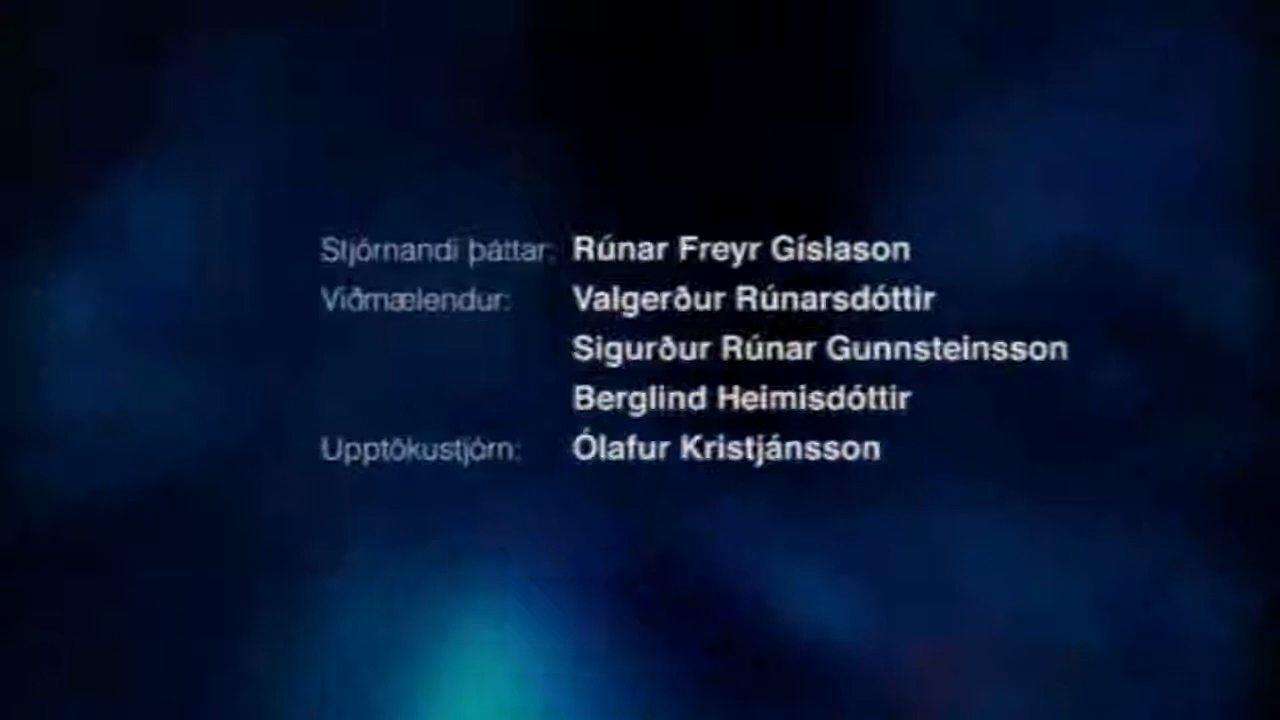 Stjórnandi þáttar: Rúnar Freyr Gíslason
Viðmælendur: Valgerður Rúnarsdóttir
Sigurður Rúnar Gunnsteinsson
Berglind Heimisdóttir
Upptökustjórn: Ólafur Kristjánsson